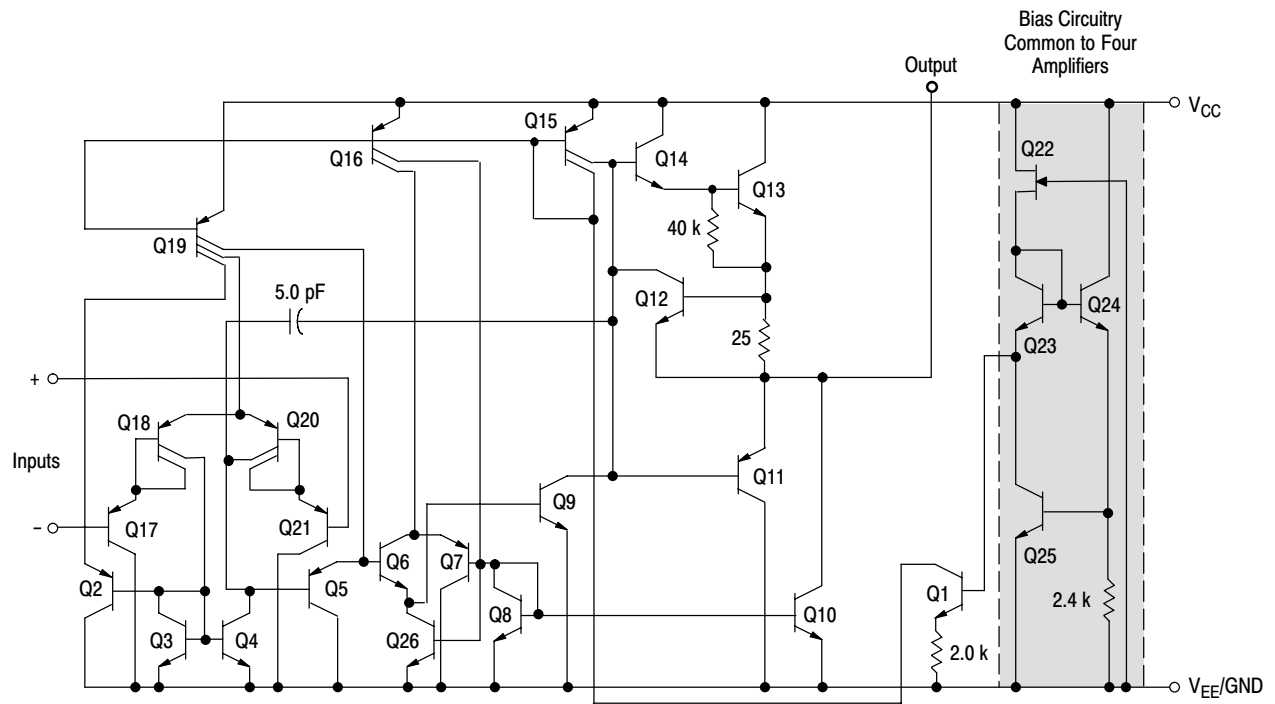 Bias Circuitry
Common to Four
Amplifiers
Output
VCC
Q15
Q22
Q16
Q14
Q13
Q19
40 k
5.0 pF
Q12
Q24
25
Q23
+
Q18
Q20
Inputs
Q11
Q9
–
Q17
Q21
Q25
Q6
Q7
Q2
Q5
Q8
Q10
Q1
2.4 k
Q3
Q4
Q26
2.0 k
VEE/GND